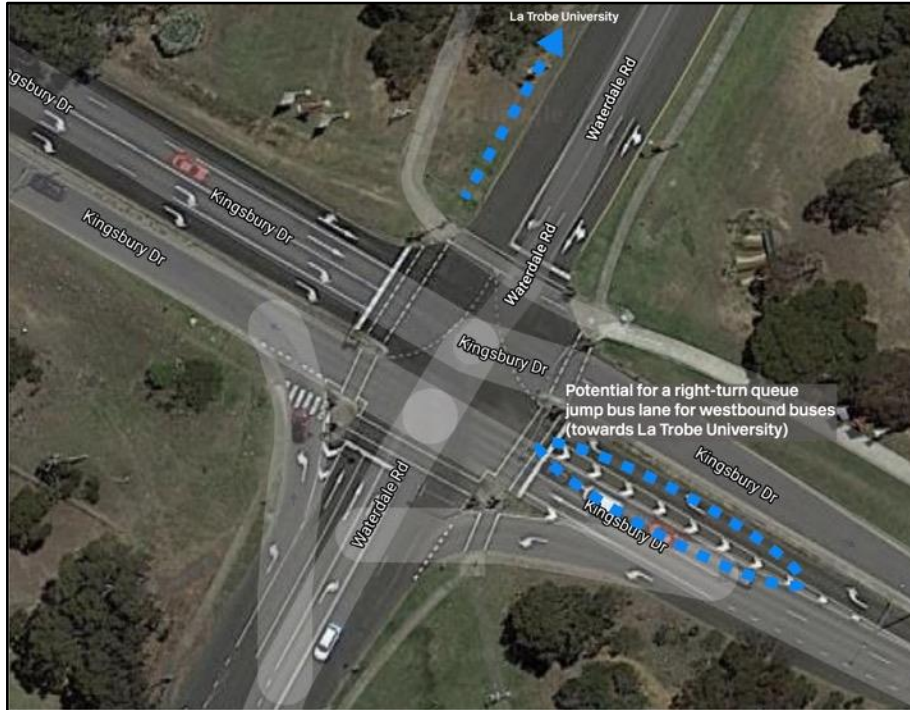 La Trobe University
Waterdale Rd
ngsbury Dr
Kingsbury Dr
Kingsbury Dr
Waterdale Rd
Kingsbury Dr
Potential for a right-turn queue
jump bus lane for westbound buses
(towards La Trobe University)
Kingsbury Dr
Kingsbury Dr
Waterdale Rd